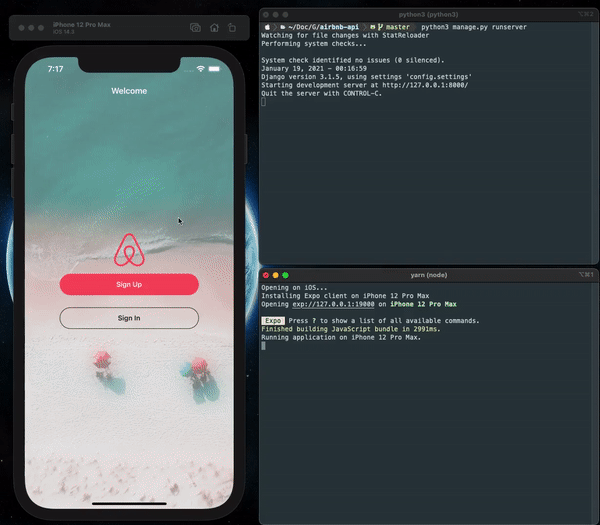 iPhone 12 Pro Max
iOS 14.3
7:17
Welcome
Sign Up
Sign In
python3 (python3)
⌥⌘2
~/Doc/G/airbnb-api master python3 manage.py runserver
Watching for file changes with StatReloader
Performing system checks...
System check identified no issues (0 silenced).
January 19, 2021 - 00:16:59
Django version 3.1.5, using settings 'config.settings'
Starting development server at http://127.0.0.1:8000/
Quit the server with CONTROL-C.
yarn (node)
⌥⌘1
Opening on iOS...
Installing Expo client on iPhone 12 Pro Max
Opening exp://127.0.0.1:19000 on iPhone 12 Pro Max
Expo Press ? to show a list of all available commands.
Finished building JavaScript bundle in 2991ms.
Running application on iPhone 12 Pro Max.